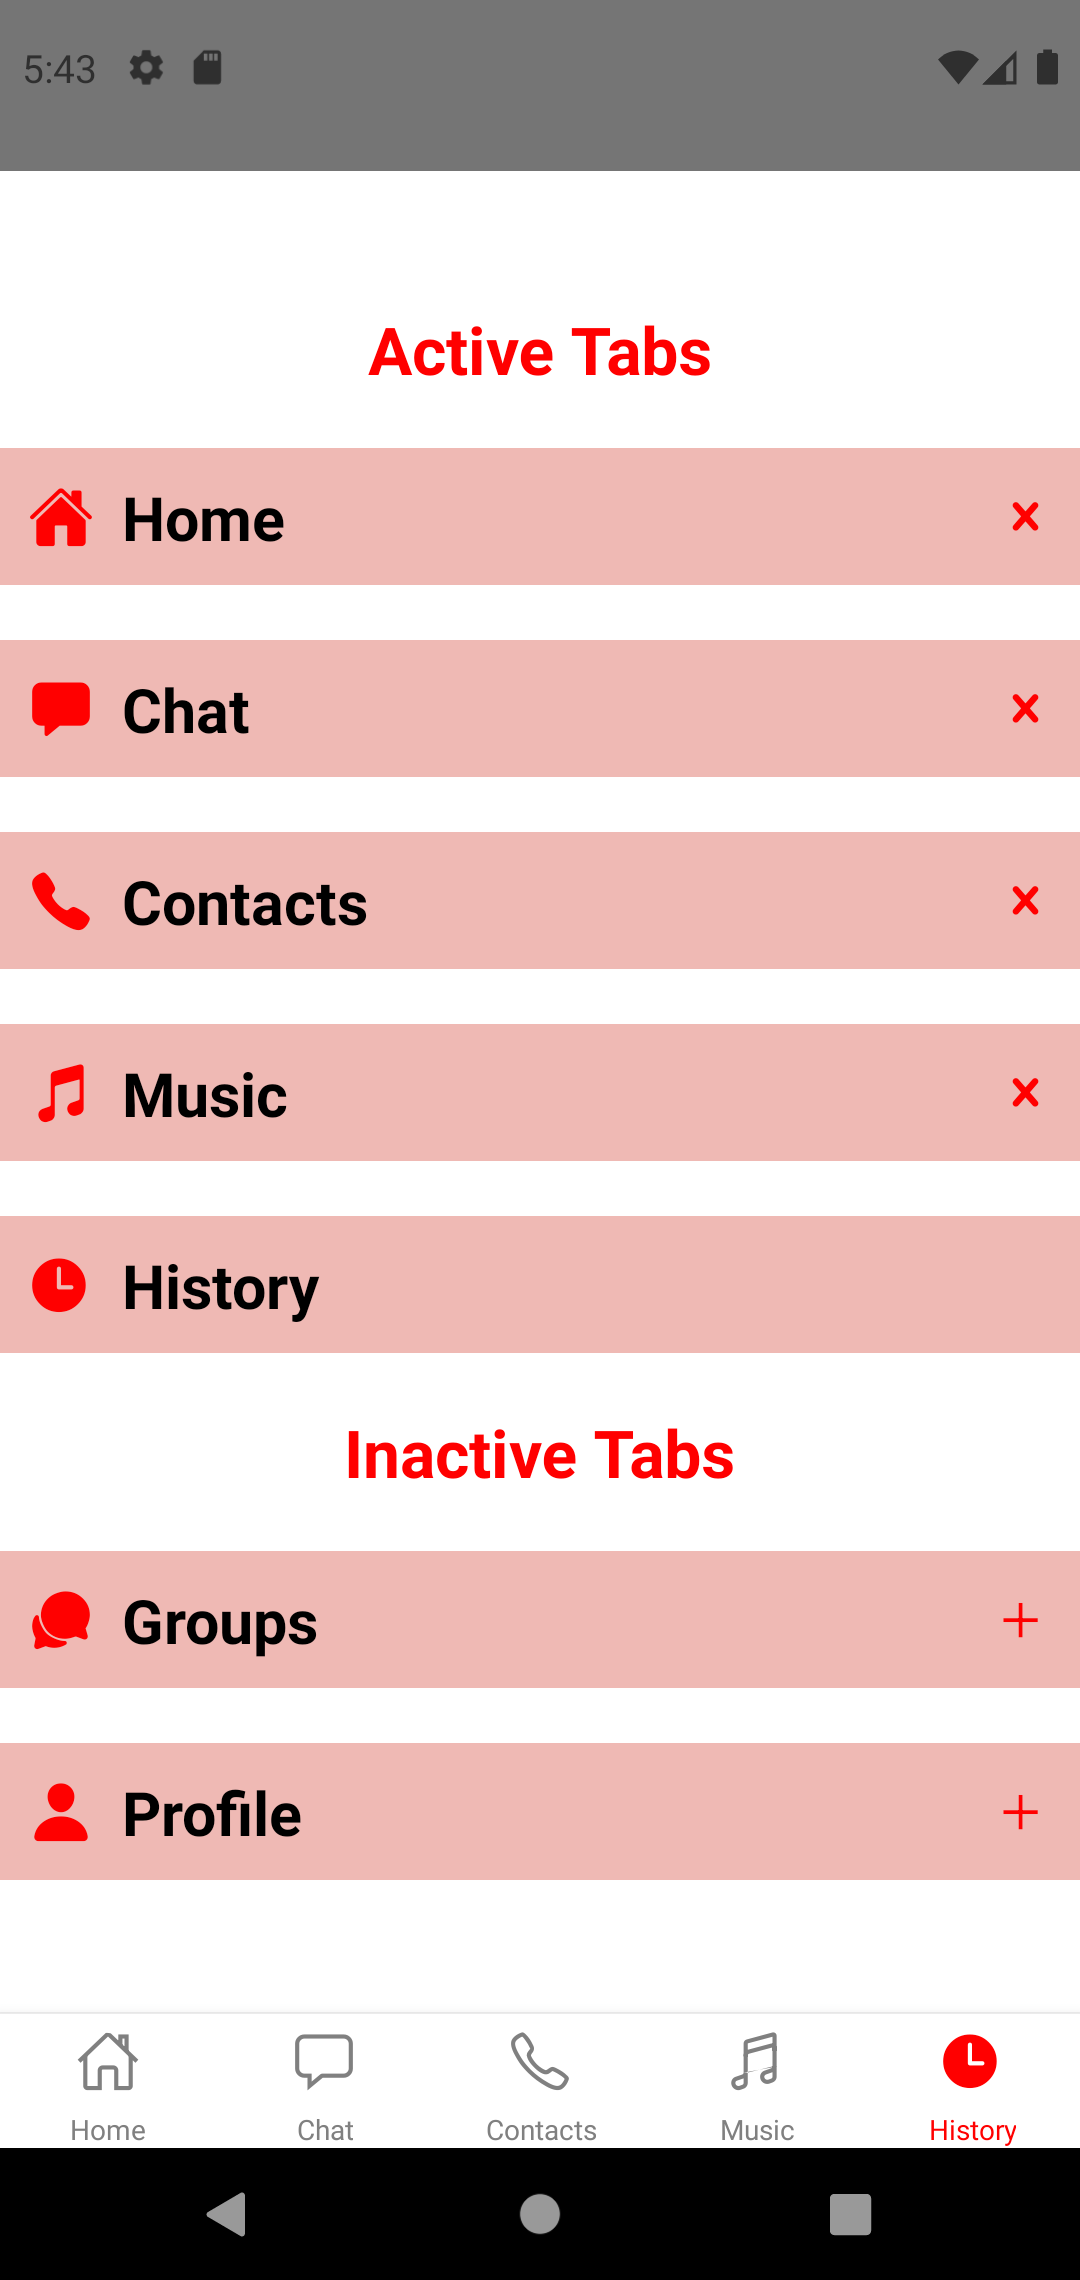 5:43
Active Tabs
Home
Chat
Contacts
Music
History
Inactive Tabs
Groups
Profile
Home Chat Contacts Music History